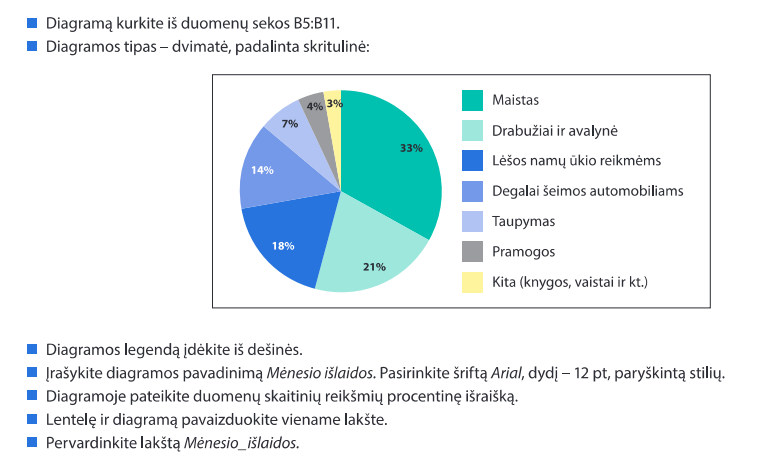 Diagramą kurkite iš duomenų sekos B5:B11.
Diagramos tipas – dvimatė, padalinta skritulinė:
33%
21%
18%
14%
7%
4%
3%
Maistas
Drabužiai ir avalynė
Lėšos namų ūkio reikmėms
Degalai šeimos automobiliams
Taupymas
Pramogos
Kita (knygos, vaistai ir kt.)
Diagramos legendą įdėkite iš dešinės.
Įrašykite diagramos pavadinimą Mėnesio išlaidos. Pasirinkite šriftą Arial, dydį – 12 pt, paryškintą stilių.
Diagramoje pateikite duomenų skaitinių reikšmių procentinę išraišką.
Lentelę ir diagramą pavaizduokite viename lakšte.
Pervardinkite lakštą Mėnesio_išlaidos.